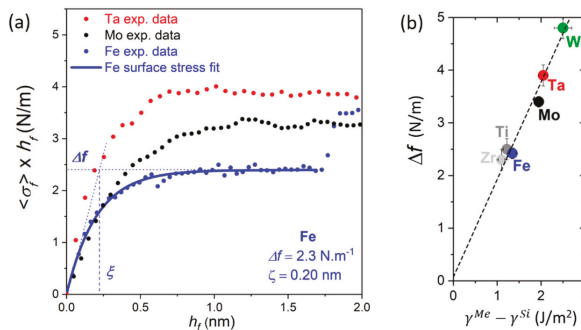 (a)
Ta exp. data
Mo exp. data
Fe exp. data
Fe surface stress fit
<σf> x hf (N/m)
5
4
3
2
1
0
Δf
ξ
Fe
Δf = 2.3 N.m⁻¹
ζ = 0.20 nm
0.0 0.5 1.0 1.5 2.0
hf (nm)
(b)
Δf (N/m)
5
4
3
2
1
0
W
Ta
Mo
Ti
Zr
Fe
0 1 2
γ^Me − γ^Si (J/m²)